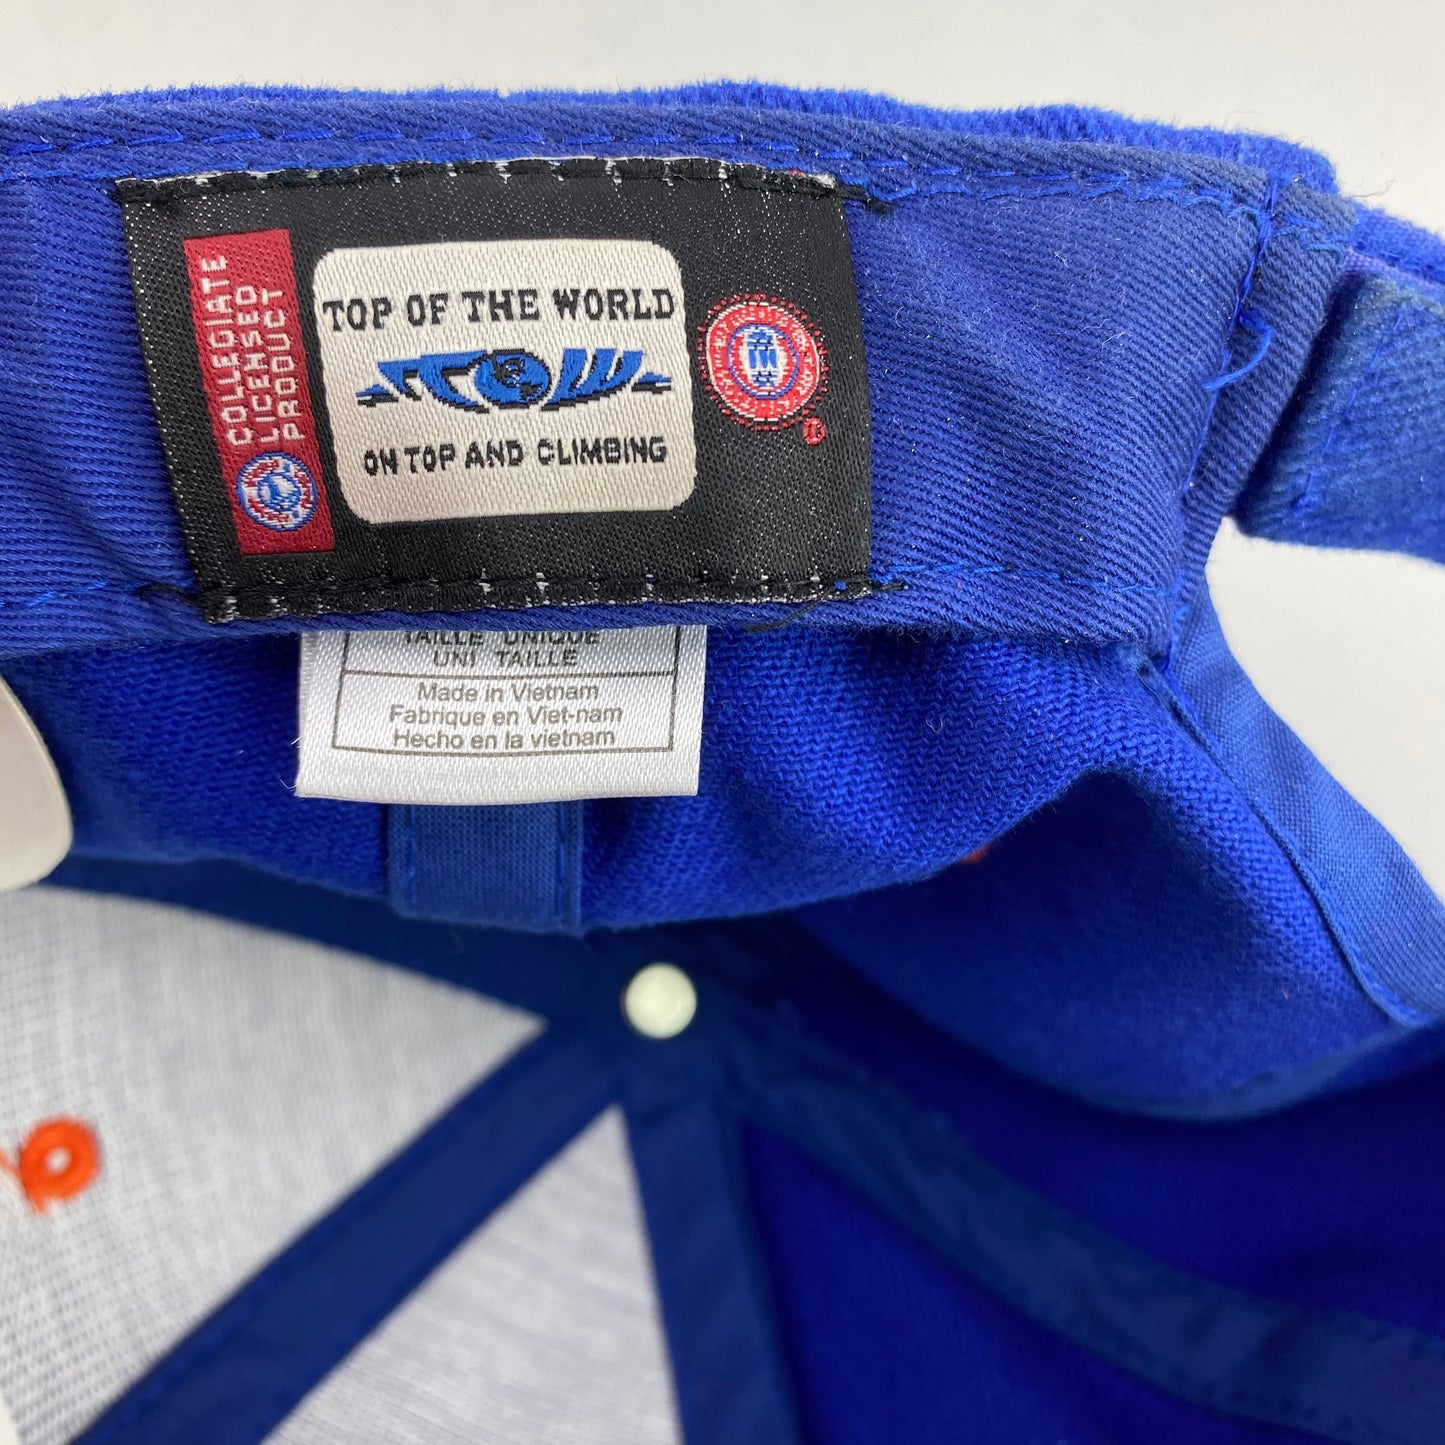 COLLEGIATE
LICENSED
PRODUCT
TOP OF THE WORLD
TOW
ON TOP AND CLIMBING
®
TAILLE UNIQUE
UNI TAILLE
Made in Vietnam
Fabrique en Viet-nam
Hecho en la vietnam